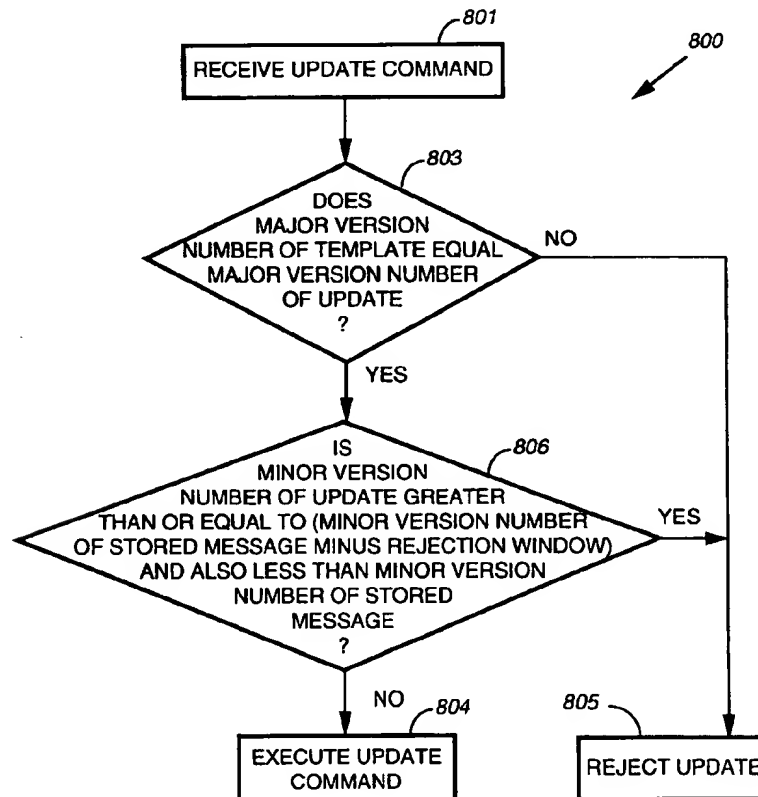 801
RECEIVE UPDATE COMMAND
800
803
DOES
MAJOR VERSION
NUMBER OF TEMPLATE EQUAL
MAJOR VERSION NUMBER
OF UPDATE
?
NO
YES
806
IS
MINOR VERSION
NUMBER OF UPDATE GREATER
THAN OR EQUAL TO (MINOR VERSION NUMBER
OF STORED MESSAGE MINUS REJECTION WINDOW)
AND ALSO LESS THAN MINOR VERSION
NUMBER OF STORED
MESSAGE
?
YES
NO
804
EXECUTE UPDATE
COMMAND
805
REJECT UPDATE